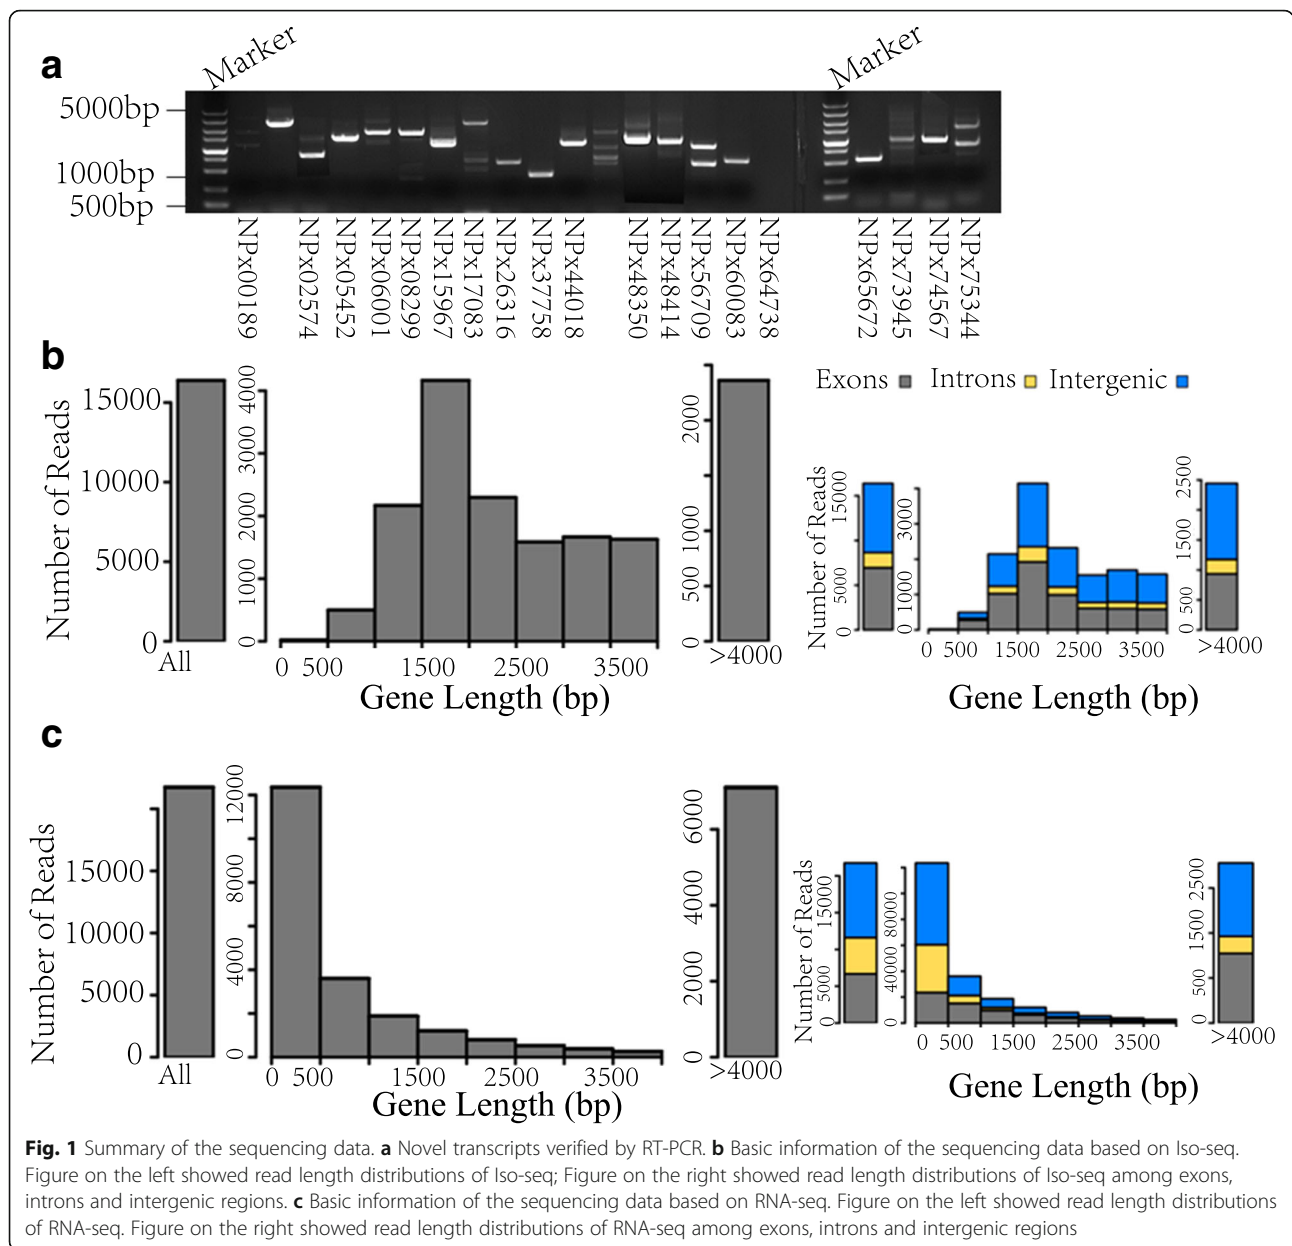 a
Marker
Marker
5000bp
1000bp
500bp
NPx00189
NPx02574
NPx05452
NPx06001
NPx08299
NPx15967
NPx17083
NPx26316
NPx37758
NPx44018
NPx48350
NPx48414
NPx56709
NPx60083
NPx64738
NPx65672
NPx73945
NPx74567
NPx75344
b
Number of Reads
15000
10000
5000
0
All
4000
3000
2000
1000
0
0 500 1500 2500 3500
Gene Length (bp)
2000
1000
500
0
>4000
Exons Introns Intergenic
Number of Reads
15000
5000
0
3000
1000
0
0 500 1500 2500 3500
Gene Length (bp)
2500
1500
500
0
>4000
c
Number of Reads
15000
10000
5000
0
All
12000
8000
4000
0
0 500 1500 2500 3500
Gene Length (bp)
6000
4000
2000
0
>4000
Number of Reads
15000
5000
0
80000
40000
0
0 500 1500 2500 3500
Gene Length (bp)
2500
1500
500
0
>4000
Fig. 1 Summary of the sequencing data. a Novel transcripts verified by RT-PCR. b Basic information of the sequencing data based on Iso-seq.
Figure on the left showed read length distributions of Iso-seq; Figure on the right showed read length distributions of Iso-seq among exons,
introns and intergenic regions. c Basic information of the sequencing data based on RNA-seq. Figure on the left showed read length distributions
of RNA-seq. Figure on the right showed read length distributions of RNA-seq among exons, introns and intergenic regions